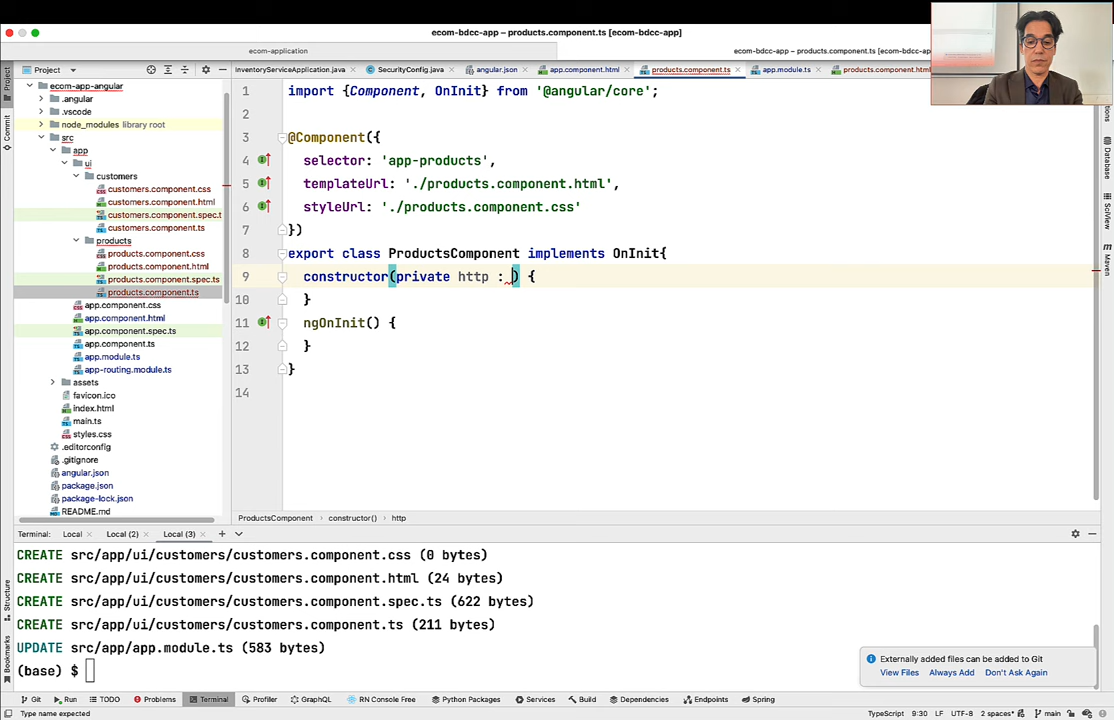 ecom-bdcc-app – products.component.ts [ecom-bdcc-app]
ecom-application
ecom-bdcc-app – products.component.ts [ecom-bdcc-app]
Project
InventoryServiceApplication.java
SecurityConfig.java
angular.json
app.component.html
products.component.ts
app.module.ts
products.component.html
Project
Commit
Structure
Bookmarks
Database
SciView
Maven
ecom-app-angular
.angular
.vscode
node_modules library root
src
app
ui
customers
customers.component.css
customers.component.html
customers.component.spec.t
customers.component.ts
products
products.component.css
products.component.html
products.component.spec.ts
products.component.ts
app.component.css
app.component.html
app.component.spec.ts
app.component.ts
app.module.ts
app-routing.module.ts
assets
favicon.ico
index.html
main.ts
styles.css
.editorconfig
.gitignore
angular.json
package.json
package-lock.json
README.md
1 import {Component, OnInit} from '@angular/core';
2
3 @Component({
4 selector: 'app-products',
5 templateUrl: './products.component.html',
6 styleUrl: './products.component.css'
7 })
8 export class ProductsComponent implements OnInit{
9 constructor(private http : ) {
10 }
11 ngOnInit() {
12 }
13 }
14
ProductsComponent constructor() http
Terminal: Local Local (2) Local (3)
CREATE src/app/ui/customers/customers.component.css (0 bytes)
CREATE src/app/ui/customers/customers.component.html (24 bytes)
CREATE src/app/ui/customers/customers.component.spec.ts (622 bytes)
CREATE src/app/ui/customers/customers.component.ts (211 bytes)
UPDATE src/app/app.module.ts (583 bytes)
(base) $
Externally added files can be added to Git
View Files Always Add Don't Ask Again
Git Run TODO Problems Terminal Profiler GraphQL RN Console Free Python Packages Services Build Dependencies Endpoints Spring
Type name expected
TypeScript 9:30 LF UTF-8 2 spaces* main